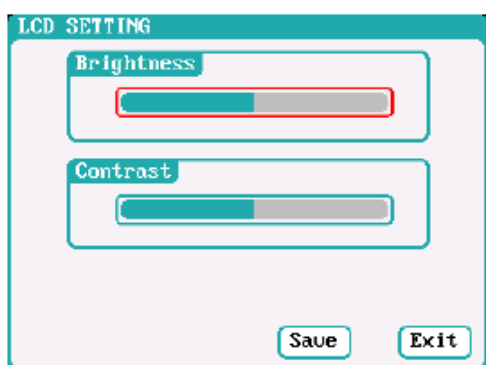 LCD SETTING
Brightness
Contrast
Save
Exit